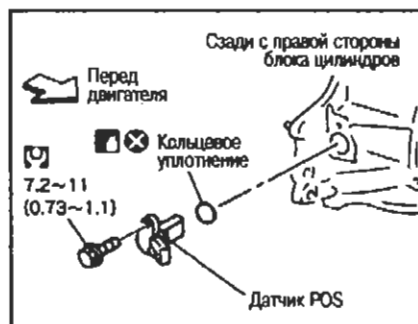 Сзади с правой стороны
блока цилиндров
Перед
двигателя
Кольцевое
уплотнение
7.2~11
(0.73~1.1)
Датчик POS